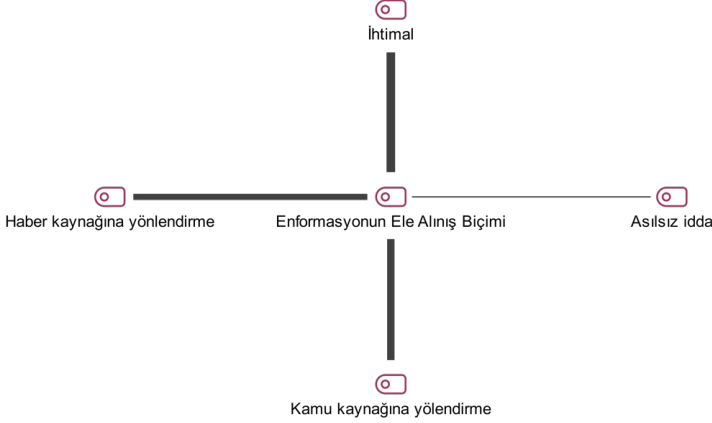 İhtimal
Haber kaynağına yönlendirme
Enformasyonun Ele Alınış Biçimi
Asılsız idda
Kamu kaynağına yölendirme